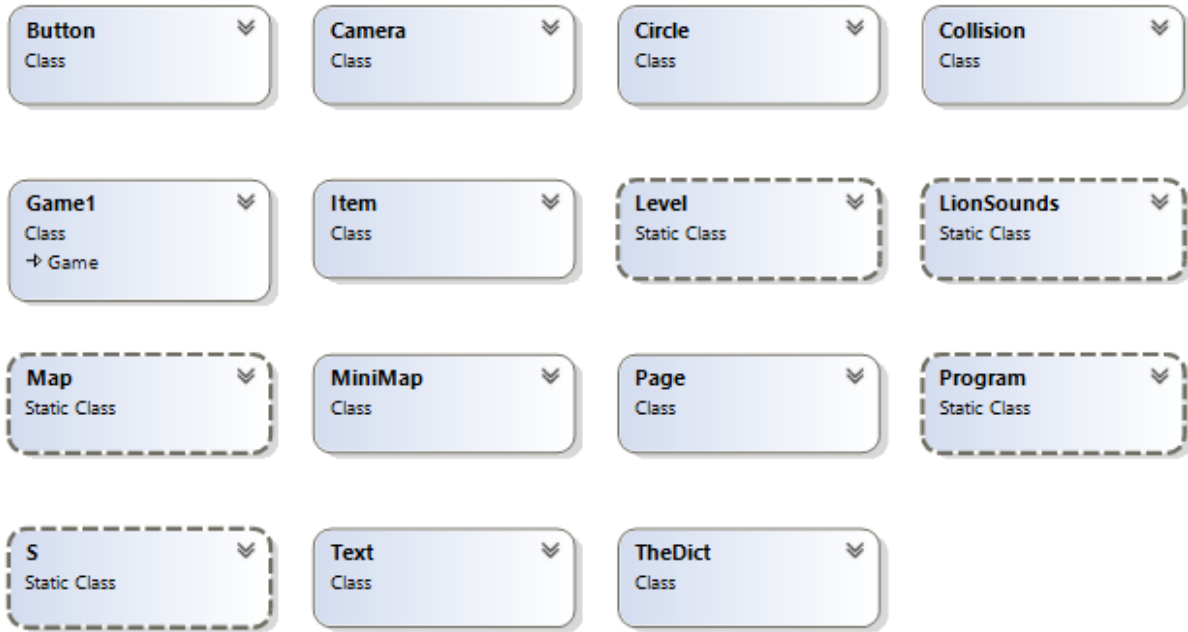 Button
Class
Camera
Class
Circle
Class
Collision
Class
Game1
Class
Game
Item
Class
Level
Static Class
LionSounds
Static Class
Map
Static Class
MiniMap
Class
Page
Class
Program
Static Class
S
Static Class
Text
Class
TheDict
Class